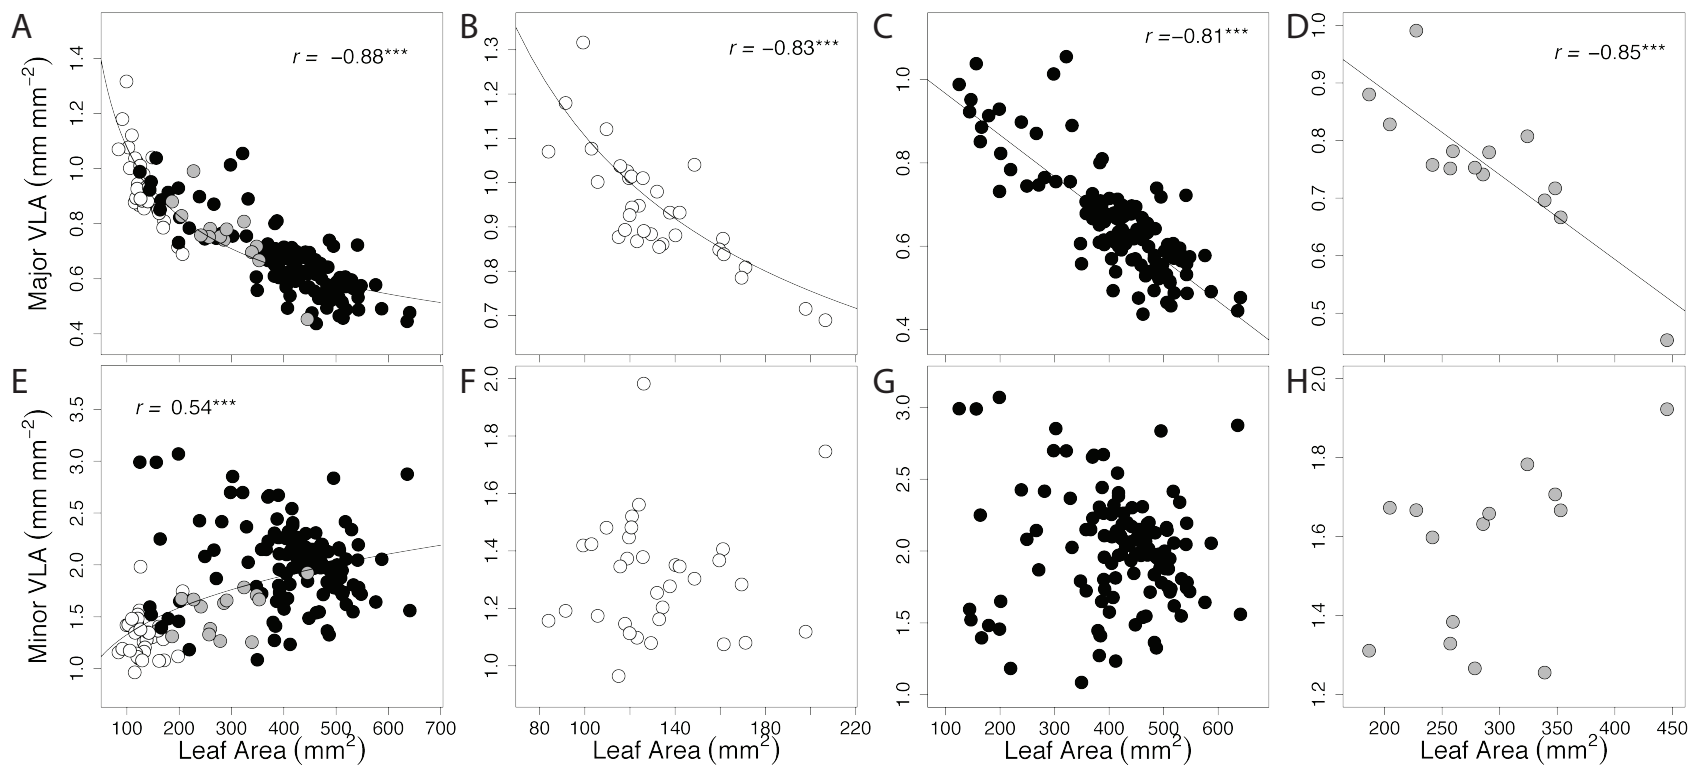 A
B
C
D
r = −0.88***
r = −0.83***
r =−0.81***
r = −0.85***
Major VLA (mm mm−2)
0.4 0.6 0.8 1.0 1.2 1.4
0.7 0.8 0.9 1.0 1.1 1.2 1.3
0.4 0.6 0.8 1.0
0.5 0.6 0.7 0.8 0.9 1.0
E
F
G
H
r = 0.54***
Minor VLA (mm mm−2)
1.0 1.5 2.0 2.5 3.0 3.5
1.0 1.2 1.4 1.6 1.8 2.0
1.0 1.5 2.0 2.5 3.0
1.2 1.4 1.6 1.8 2.0
100 200 300 400 500 600 700
80 100 140 180 220
100 200 300 400 500 600
200 250 300 350 400 450
Leaf Area (mm2)
Leaf Area (mm2)
Leaf Area (mm2)
Leaf Area (mm2)